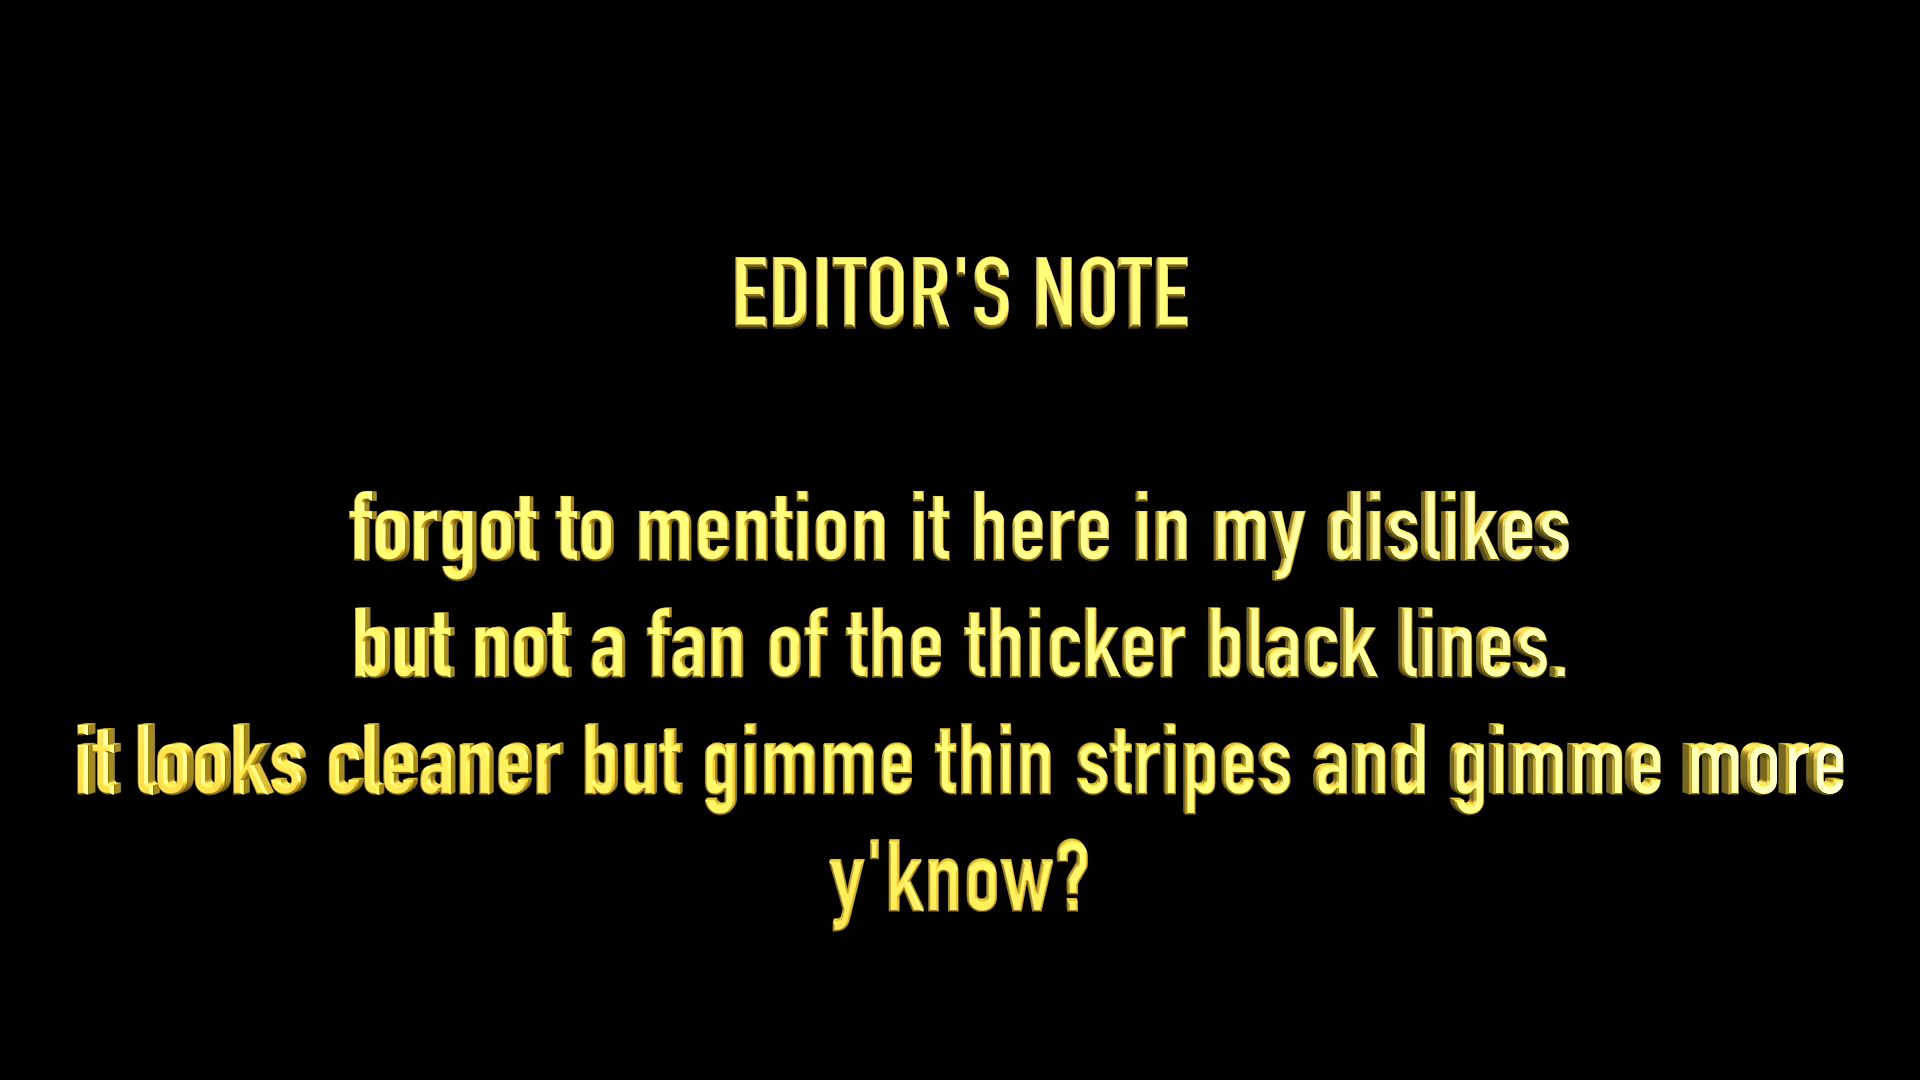 EDITOR'S NOTE
forgot to mention it here in my dislikes
but not a fan of the thicker black lines.
it looks cleaner but gimme thin stripes and gimme more
y'know?